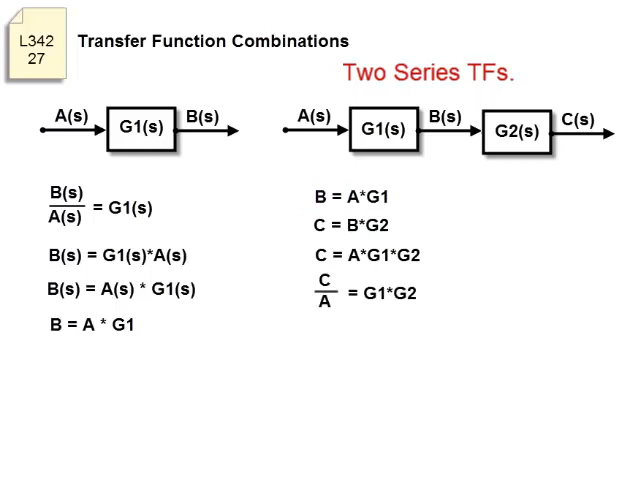 L342
27
Transfer Function Combinations
Two Series TFs.
A(s) G1(s) B(s)
A(s) G1(s) B(s) G2(s) C(s)
B(s)
A(s)
= G1(s)
B(s) = G1(s)*A(s)
B(s) = A(s) * G1(s)
B = A * G1
B = A*G1
C = B*G2
C = A*G1*G2
C
A
= G1*G2